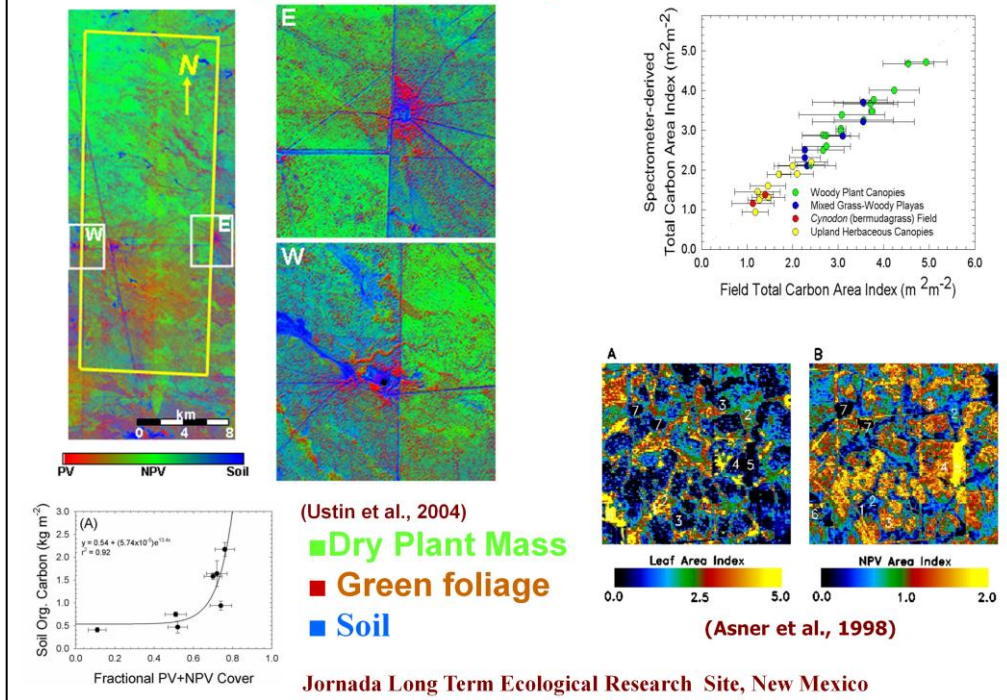 N
W
E
km
0 4 8
PV NPV Soil
E
W
Spectrometer-derived
Total Carbon Area Index (m²m⁻²)
5.0
4.0
3.0
2.0
1.0
0.0
Woody Plant Canopies
Mixed Grass-Woody Playas
Cynodon (bermudagrass) Field
Upland Herbaceous Canopies
0.0 1.0 2.0 3.0 4.0 5.0 6.0
Field Total Carbon Area Index (m²m⁻²)
A
7
3
2
7
4 5
2
3
Leaf Area Index
0.0 2.5 5.0
B
7
3
2
7
4
6
2
1
3
NPV Area Index
0.0 1.0 2.0
(Asner et al., 1998)
(A)
Soil Org. Carbon (kg m⁻²)
3.0
2.5
2.0
1.5
1.0
0.5
0.0
r² = 0.92
0.0 0.2 0.4 0.6 0.8 1.0
Fractional PV+NPV Cover
(Ustin et al., 2004)
Dry Plant Mass
Green foliage
Soil
Jornada Long Term Ecological Research Site, New Mexico